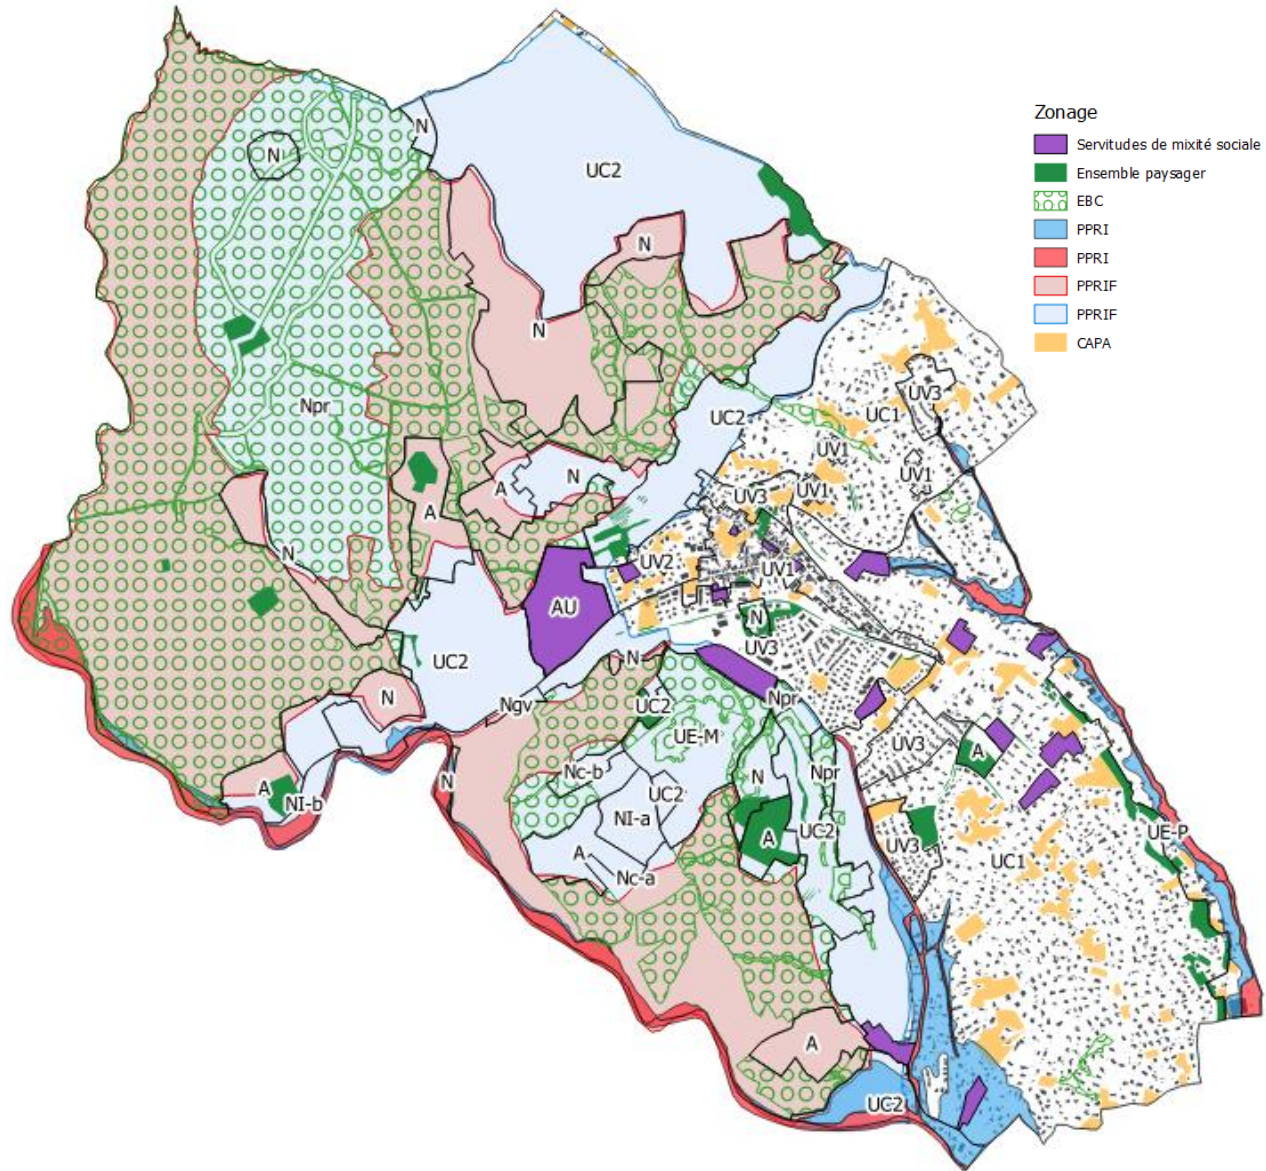 Zonage
Servitudes de mixité sociale
Ensemble paysager
EBC
PPRI
PPRI
PPRIF
PPRIF
CAPA
N
N
UC2
N
N
Npr
UC2
UV3
UC1
UV1
UV1
N
A
UV3
UV1
A
N
UV2
UV1
AU
N
UV3
UC2
N
N
Ngv
UC2
Npr
UE-M
UV3
A
Nc-b
N
Npr
N
A
NI-b
UC2
NI-a
UC2
UE-P
A
A
UV3
UC1
Nc-a
A
UC2